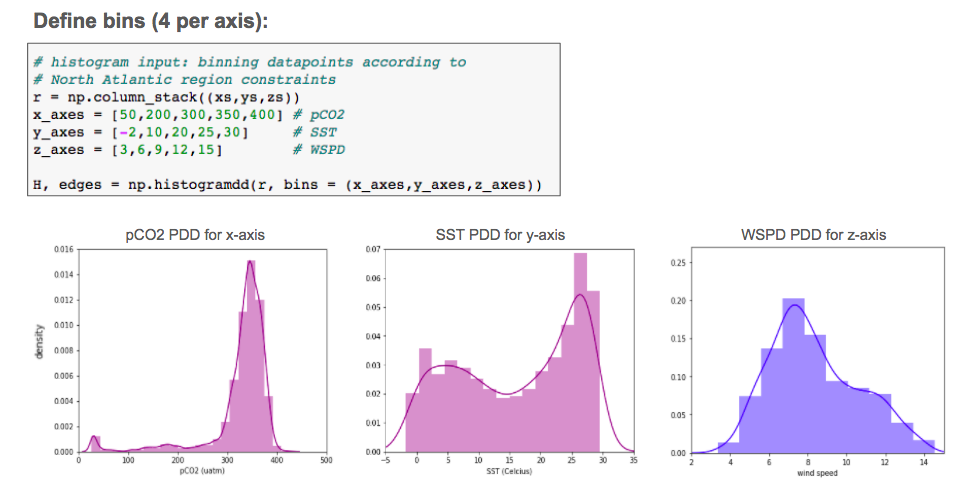 Define bins (4 per axis):
# histogram input: binning datapoints according to
# North Atlantic region constraints
r = np.column_stack((xs,ys,zs))
x_axes = [50,200,300,350,400] # pCO2
y_axes = [-2,10,20,25,30] # SST
z_axes = [3,6,9,12,15] # WSPD
H, edges = np.histogramdd(r, bins = (x_axes,y_axes,z_axes))
pCO2 PDD for x-axis
0.016
0.014
0.012
0.010
0.008
0.006
0.004
0.002
0.000
density
0 100 200 300 400 500
pCO2 (uatm)
SST PDD for y-axis
0.07
0.06
0.05
0.04
0.03
0.02
0.01
0.00
−5 0 5 10 15 20 25 30 35
SST (Celcius)
WSPD PDD for z-axis
0.25
0.20
0.15
0.10
0.05
0.00
2 4 6 8 10 12 14
wind speed